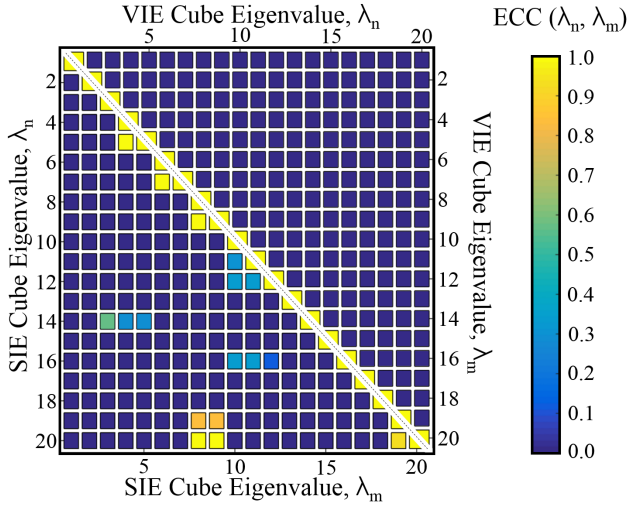 VIE Cube Eigenvalue, λn
ECC (λn, λm)
5 10 15 20
2 4 6 8 10 12 14 16 18 20
SIE Cube Eigenvalue, λn
2 4 6 8 10 12 14 16 18 20
VIE Cube Eigenvalue, λm
5 10 15 20
SIE Cube Eigenvalue, λm
1.0
0.9
0.8
0.7
0.6
0.5
0.4
0.3
0.2
0.1
0.0